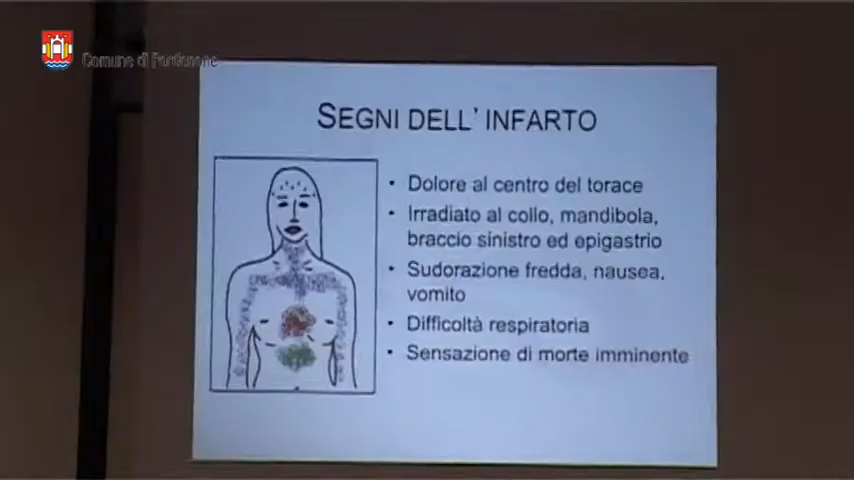 Comune di Pordenone
SEGNI DELL' INFARTO
• Dolore al centro del torace
• Irradiato al collo, mandibola,
braccio sinistro ed epigastrio
• Sudorazione fredda, nausea,
vomito
• Difficoltà respiratoria
• Sensazione di morte imminente